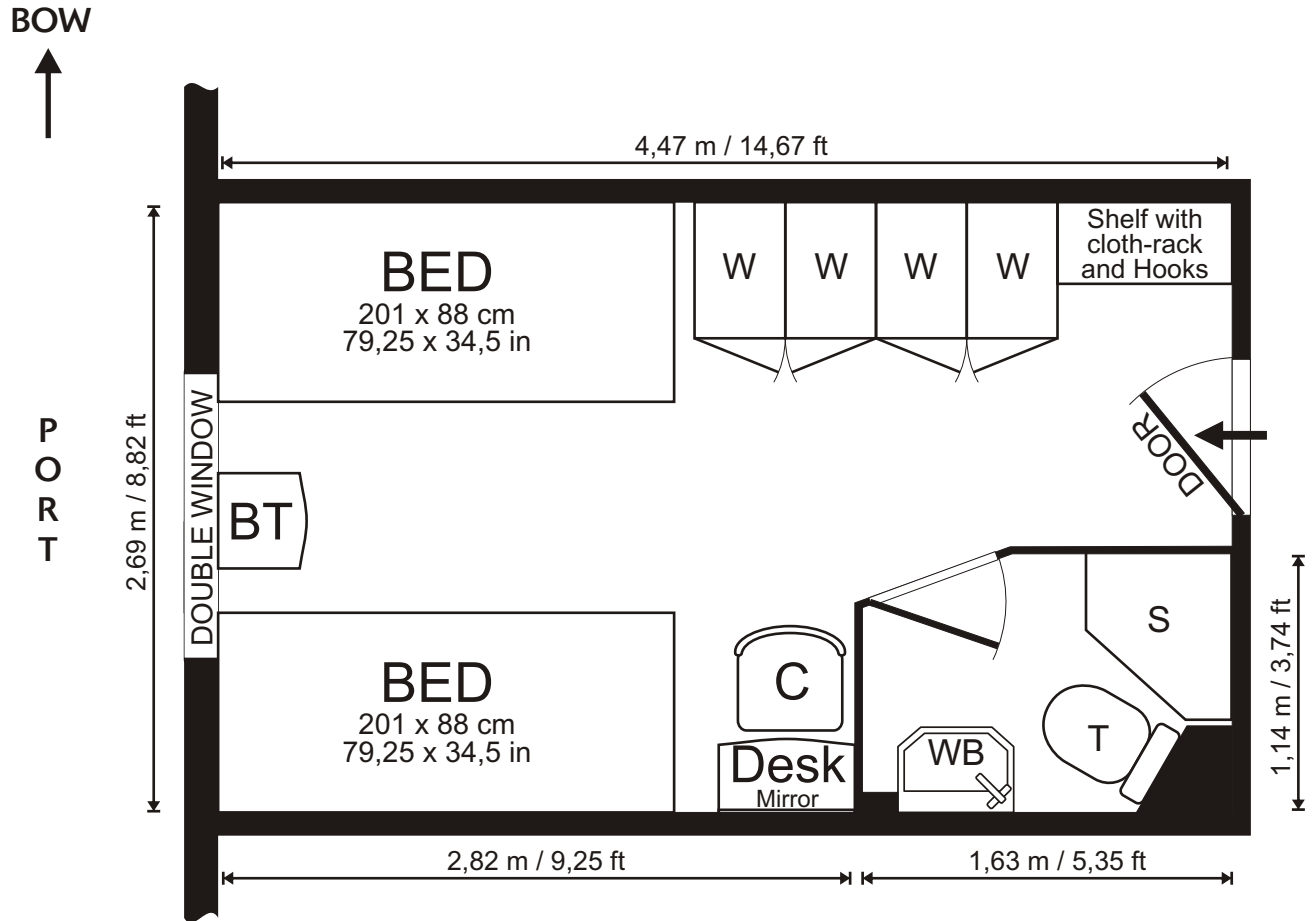 BOW
4,47 m / 14,67 ft
BED
201 x 88 cm
79,25 x 34,5 in
W
W
W
W
Shelf with
cloth-rack
and Hooks
PORT
2,69 m / 8,82 ft
DOUBLE WINDOW
BT
DOOR
BED
201 x 88 cm
79,25 x 34,5 in
C
Desk
Mirror
WB
T
S
1,14 m / 3,74 ft
2,82 m / 9,25 ft
1,63 m / 5,35 ft